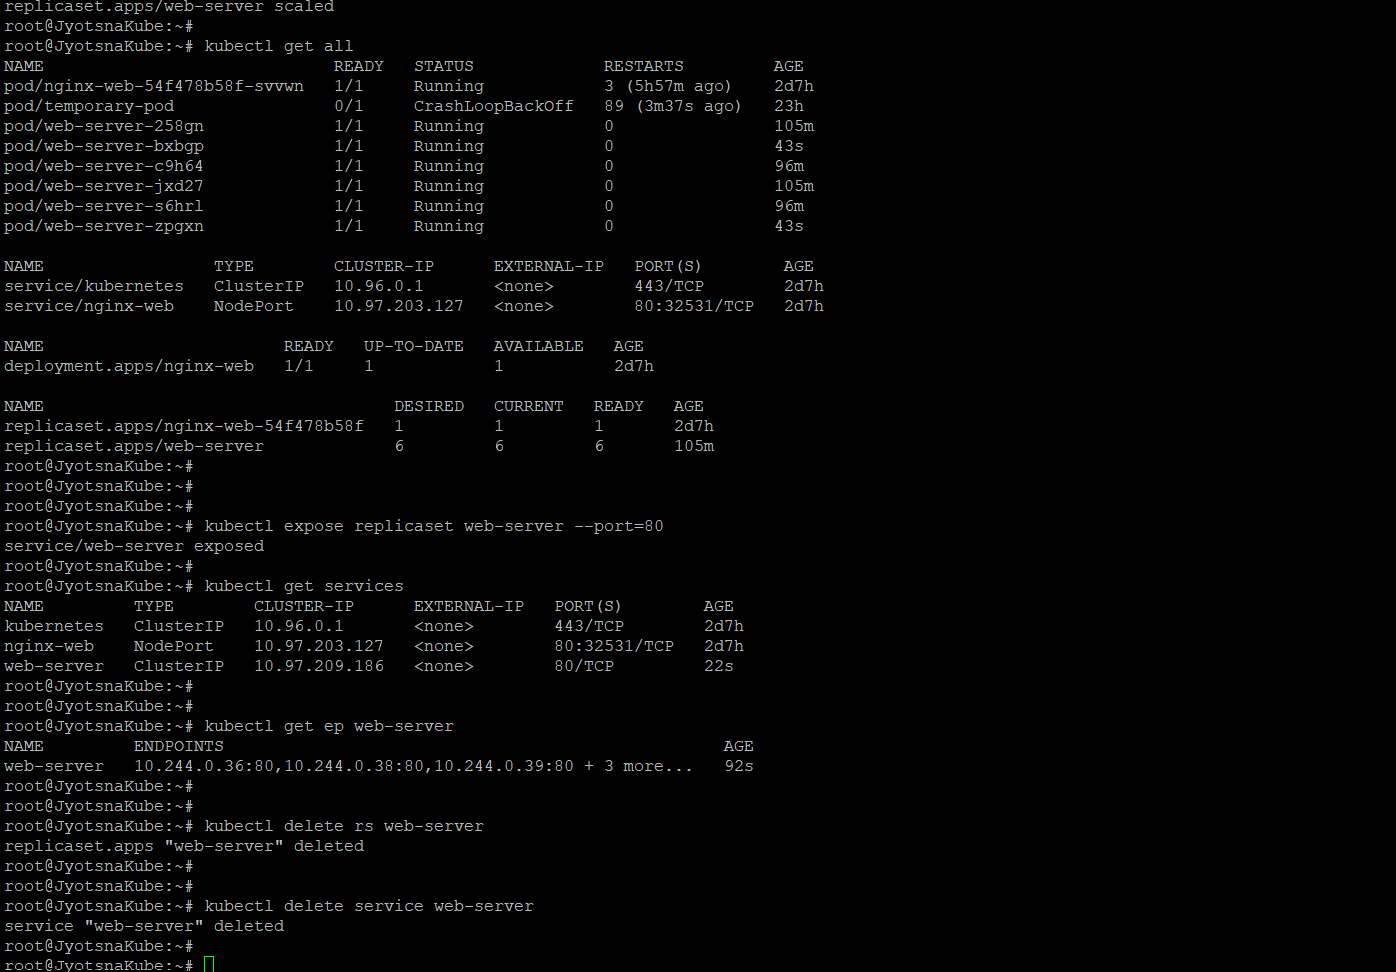 replicaset.apps/web-server scaled
root@JyotsnaKube:~#
root@JyotsnaKube:~# kubectl get all
NAME                             READY   STATUS             RESTARTS         AGE
pod/nginx-web-54f478b58f-svvwn   1/1     Running            3 (5h57m ago)    2d7h
pod/temporary-pod                0/1     CrashLoopBackOff   89 (3m37s ago)   23h
pod/web-server-258gn             1/1     Running            0                105m
pod/web-server-bxbgp             1/1     Running            0                43s
pod/web-server-c9h64             1/1     Running            0                96m
pod/web-server-jxd27             1/1     Running            0                105m
pod/web-server-s6hrl             1/1     Running            0                96m
pod/web-server-zpgxn             1/1     Running            0                43s
NAME                 TYPE        CLUSTER-IP      EXTERNAL-IP   PORT(S)        AGE
service/kubernetes   ClusterIP   10.96.0.1       <none>        443/TCP        2d7h
service/nginx-web    NodePort    10.97.203.127   <none>        80:32531/TCP   2d7h
NAME                        READY   UP-TO-DATE   AVAILABLE   AGE
deployment.apps/nginx-web   1/1     1            1           2d7h
NAME                                   DESIRED   CURRENT   READY   AGE
replicaset.apps/nginx-web-54f478b58f   1         1         1       2d7h
replicaset.apps/web-server             6         6         6       105m
root@JyotsnaKube:~#
root@JyotsnaKube:~#
root@JyotsnaKube:~#
root@JyotsnaKube:~# kubectl expose replicaset web-server --port=80
service/web-server exposed
root@JyotsnaKube:~#
root@JyotsnaKube:~# kubectl get services
NAME         TYPE        CLUSTER-IP      EXTERNAL-IP   PORT(S)        AGE
kubernetes   ClusterIP   10.96.0.1       <none>        443/TCP        2d7h
nginx-web    NodePort    10.97.203.127   <none>        80:32531/TCP   2d7h
web-server   ClusterIP   10.97.209.186   <none>        80/TCP         22s
root@JyotsnaKube:~#
root@JyotsnaKube:~#
root@JyotsnaKube:~# kubectl get ep web-server
NAME         ENDPOINTS                                                  AGE
web-server   10.244.0.36:80,10.244.0.38:80,10.244.0.39:80 + 3 more...   92s
root@JyotsnaKube:~#
root@JyotsnaKube:~#
root@JyotsnaKube:~# kubectl delete rs web-server
replicaset.apps "web-server" deleted
root@JyotsnaKube:~#
root@JyotsnaKube:~#
root@JyotsnaKube:~# kubectl delete service web-server
service "web-server" deleted
root@JyotsnaKube:~#
root@JyotsnaKube:~#